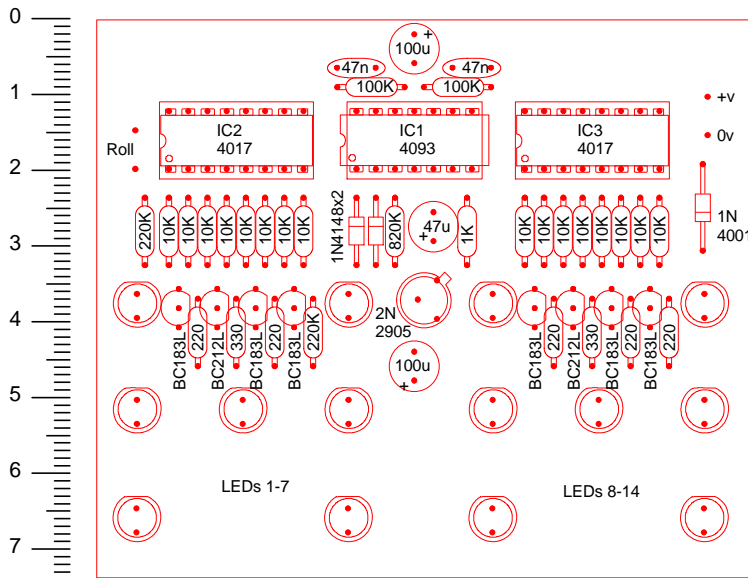 0
1
2
3
4
5
6
7
100u
+
47n
47n
100K
100K
+v
0v
Roll
IC2
4017
IC1
4093
IC3
4017
220K
10K
10K
10K
10K
10K
10K
10K
10K
1N4148x2
820K
47u
+
1K
10K
10K
10K
10K
10K
10K
10K
10K
1N
4001
BC183L
220
BC212L
330
BC183L
220
BC183L
220K
2N
2905
100u
+
BC183L
220
BC212L
330
BC183L
220
BC183L
220
LEDs 1-7
LEDs 8-14